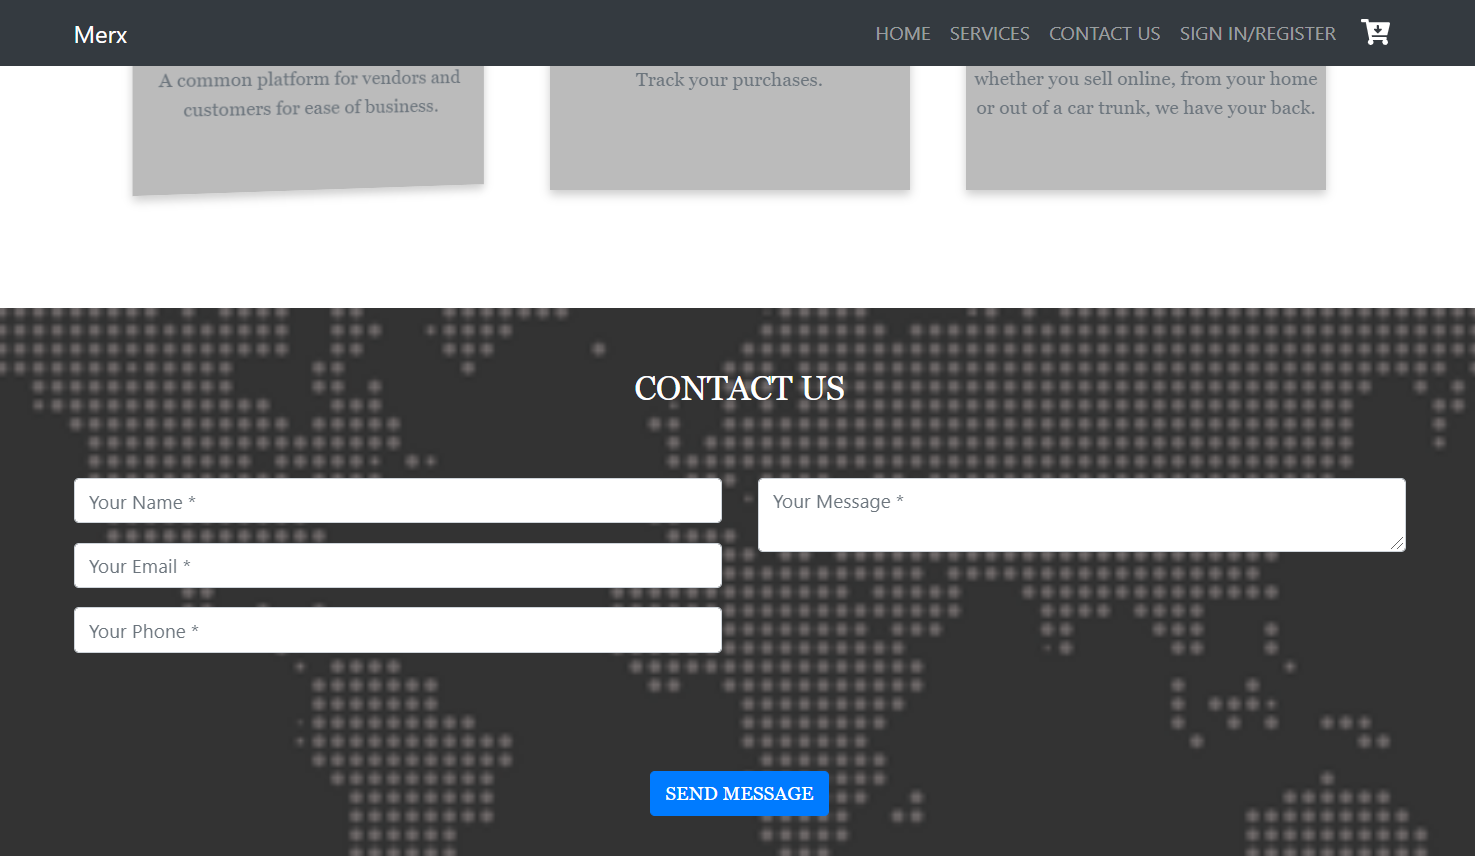 Merx
HOME SERVICES CONTACT US SIGN IN/REGISTER
A common platform for vendors and
customers for ease of business.
Track your purchases.
whether you sell online, from your home
or out of a car trunk, we have your back.
CONTACT US
Your Name *
Your Email *
Your Phone *
Your Message *
SEND MESSAGE